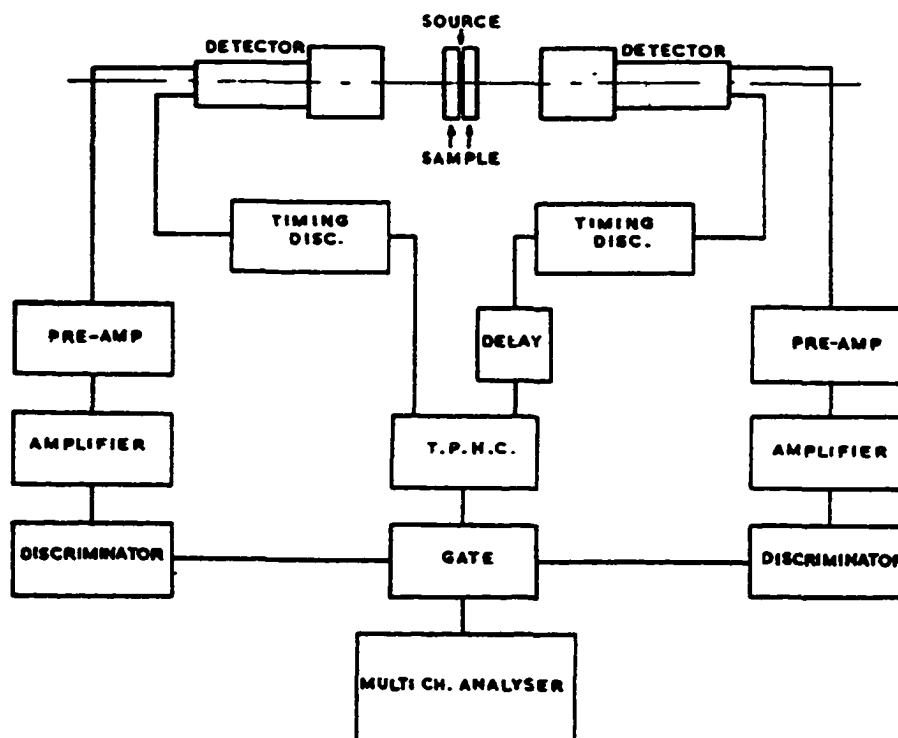 SOURCE
DETECTOR
DETECTOR
SAMPLE
TIMING
DISC.
TIMING
DISC.
PRE-AMP
DELAY
PRE-AMP
AMPLIFIER
T.P.H.C.
AMPLIFIER
DISCRIMINATOR
GATE
DISCRIMINATOR
MULTI CH. ANALYSER